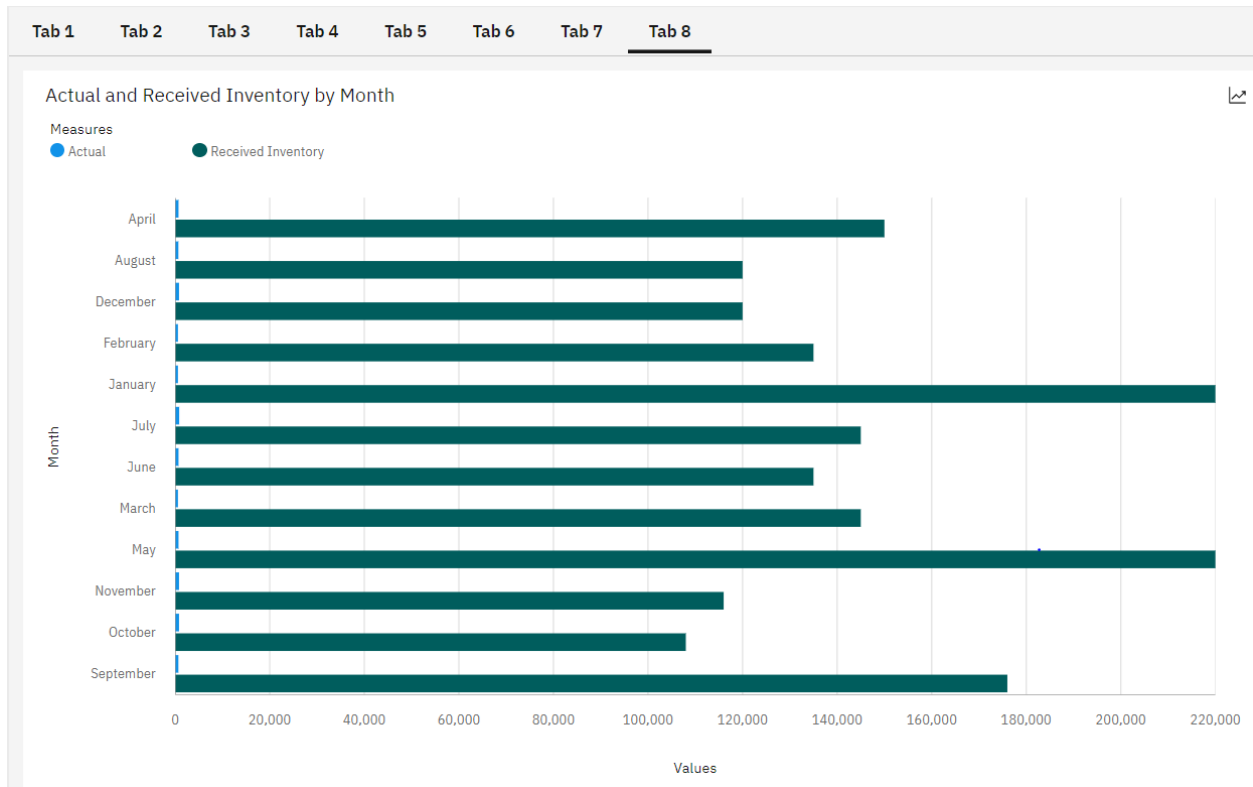 Tab 1 Tab 2 Tab 3 Tab 4 Tab 5 Tab 6 Tab 7 Tab 8
Actual and Received Inventory by Month
Measures
Actual Received Inventory
April
August
December
February
January
July
June
March
May
November
October
September
Month
0 20,000 40,000 60,000 80,000 100,000 120,000 140,000 160,000 180,000 200,000 220,000
Values